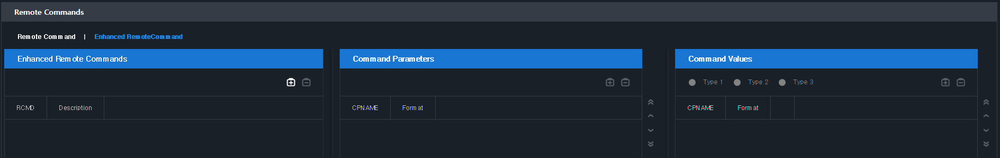 Remote Commands
Remote Command | Enhanced RemoteCommand
Enhanced Remote Commands
RCMD Description
Command Parameters
CPNAME Format
Command Values
Type 1 Type 2 Type 3
CPNAME Format